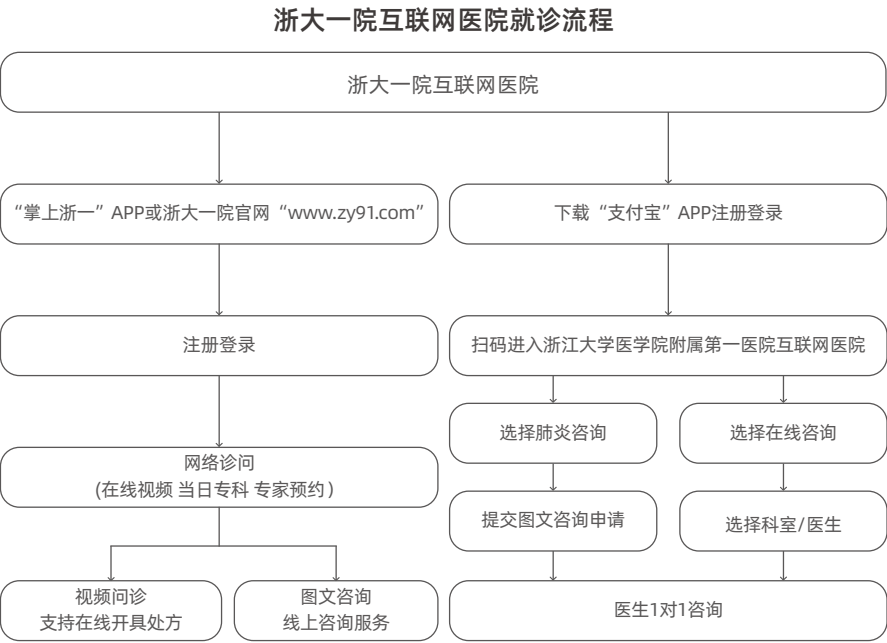 浙大一院互联网医院就诊流程
浙大一院互联网医院
“掌上浙一”APP或浙大一院官网“www.zy91.com”
下载“支付宝”APP注册登录
注册登录
扫码进入浙江大学医学院附属第一医院互联网医院
选择肺炎咨询
选择在线咨询
网络诊问
(在线视频 当日专科 专家预约)
提交图文咨询申请
选择科室/医生
视频问诊
支持在线开具处方
图文咨询
线上咨询服务
医生1对1咨询